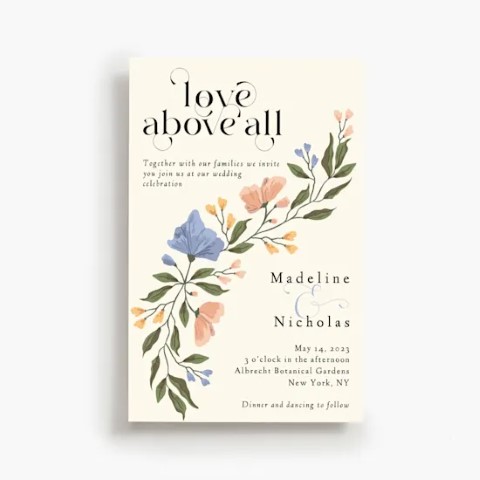 love
above all
Together with our families we invite
you join us at our wedding
celebration
Madeline
&
Nicholas
May 14, 2023
3 o'clock in the afternoon
Albrecht Botanical Gardens
New York, NY
Dinner and dancing to follow